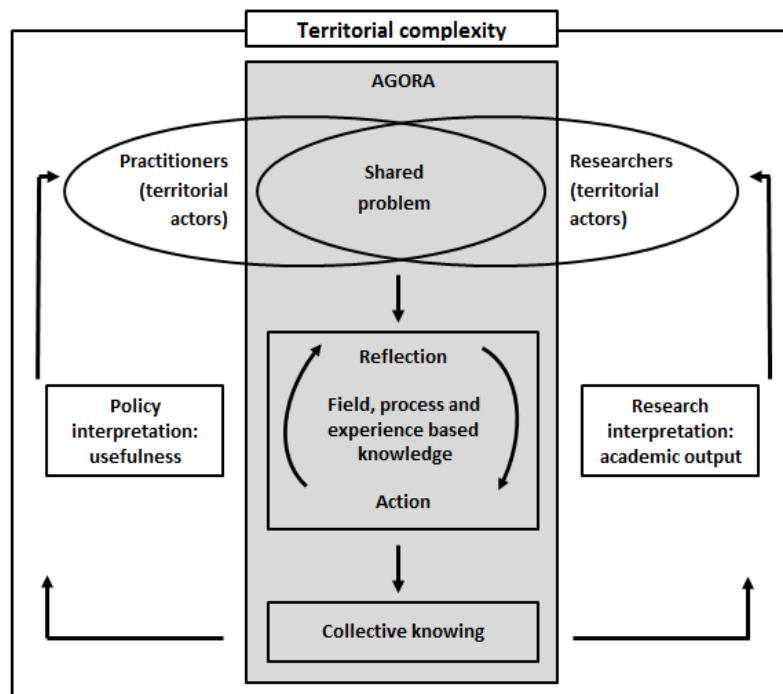 Territorial complexity
AGORA
Practitioners
(territorial
actors)
Shared
problem
Researchers
(territorial
actors)
Reflection
Field, process and
experience based
knowledge
Action
Policy
interpretation:
usefulness
Research
interpretation:
academic output
Collective knowing